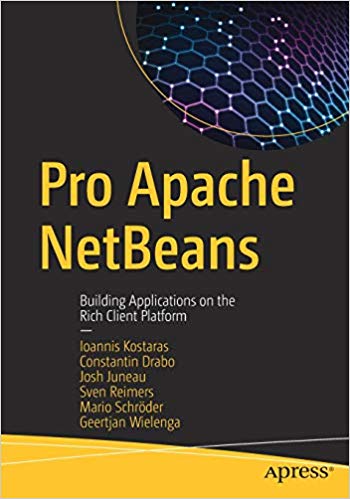 Pro Apache
NetBeans
Building Applications on the
Rich Client Platform
—
Ioannis Kostaras
Constantin Drabo
Josh Juneau
Sven Reimers
Mario Schröder
Geertjan Wielenga
Apress®